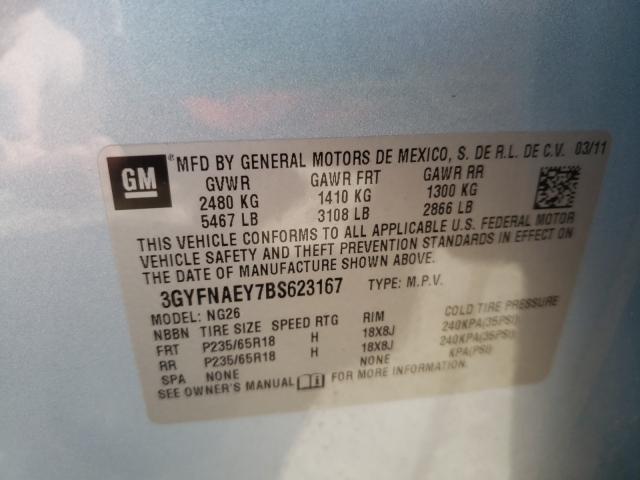 GM ® MFD BY GENERAL MOTORS DE MEXICO, S. DE R.L. DE C.V. 03/11
GVWR GAWR FRT GAWR RR
2480 KG 1410 KG 1300 KG
5467 LB 3108 LB 2866 LB
THIS VEHICLE CONFORMS TO ALL APPLICABLE U.S. FEDERAL MOTOR
VEHICLE SAFETY AND THEFT PREVENTION STANDARDS IN EFFECT ON
THE DATE OF MANUFACTURE SHOWN ABOVE.
3GYFNAEY7BS623167 TYPE: M.P.V.
MODEL: NG26
NBBN TIRE SIZE SPEED RTG RIM COLD TIRE PRESSURE
FRT P235/65R18 H 18X8J 240KPA(35PSI)
RR P235/65R18 H 18X8J 240KPA(35PSI)
SPA NONE NONE KPA(PSI)
SEE OWNER'S MANUAL FOR MORE INFORMATION.